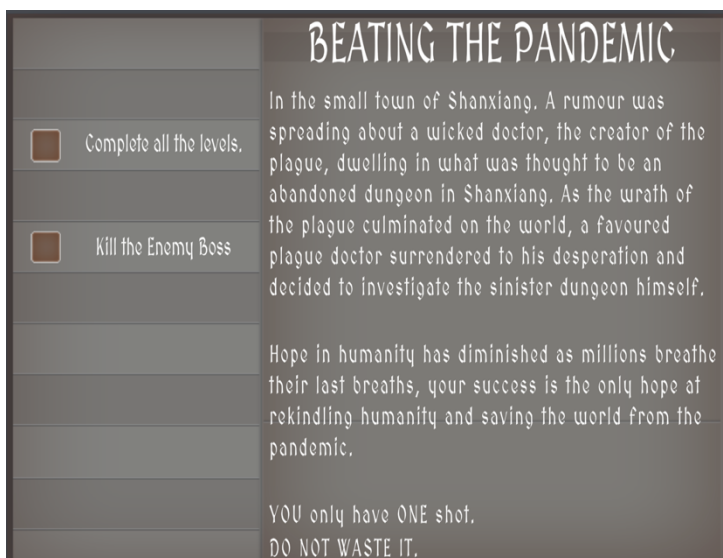 BEATING THE PANDEMIC
Complete all the levels.
Kill the Enemy Boss
In the small town of Shanxiang. A rumour was
spreading about a wicked doctor, the creator of the
plague, dwelling in what was thought to be an
abandoned dungeon in Shanxiang. As the wrath of
the plague culminated on the world, a favoured
plague doctor surrendered to his desperation and
decided to investigate the sinister dungeon himself.
Hope in humanity has diminished as millions breathe
their last breaths, your success is the only hope at
rekindling humanity and saving the world from the
pandemic.
YOU only have ONE shot.
DO NOT WASTE IT.